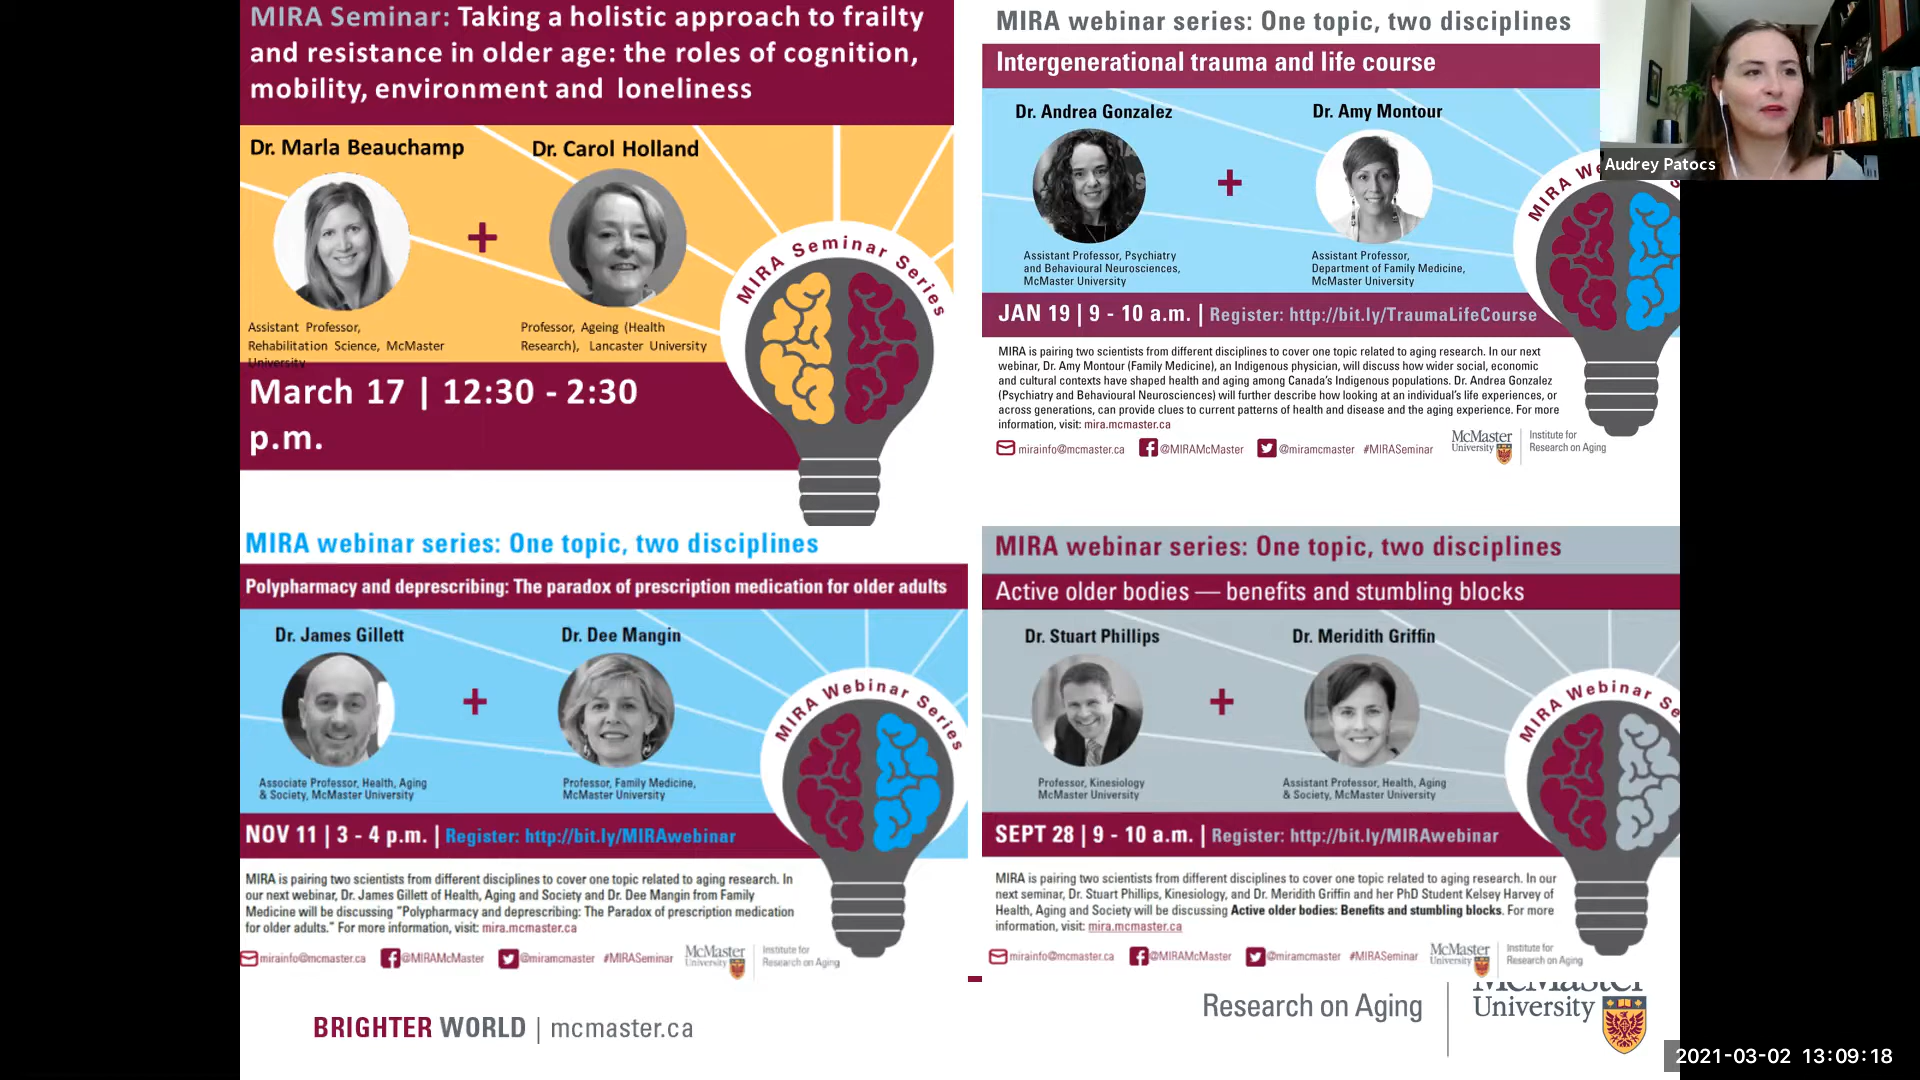 MIRA Seminar: Taking a holistic approach to frailty
and resistance in older age: the roles of cognition,
mobility, environment and loneliness
Dr. Marla Beauchamp
Dr. Carol Holland
+
MIRA Seminar Series
Assistant Professor,
Rehabilitation Science, McMaster
University
Professor, Ageing (Health
Research), Lancaster University
March 17 | 12:30 - 2:30
p.m.
MIRA webinar series: One topic, two disciplines
Intergenerational trauma and life course
Dr. Andrea Gonzalez
Dr. Amy Montour
+
MIRA We
Assistant Professor, Psychiatry
and Behavioural Neurosciences,
McMaster University
Assistant Professor,
Department of Family Medicine,
McMaster University
JAN 19 | 9 - 10 a.m. | Register: http://bit.ly/TraumaLifeCourse
MIRA is pairing two scientists from different disciplines to cover one topic related to aging research. In our next
webinar, Dr. Amy Montour (Family Medicine), an Indigenous physician, will discuss how wider social, economic
and cultural contexts have shaped health and aging among Canada's Indigenous populations. Dr. Andrea Gonzalez
(Psychiatry and Behavioural Neurosciences) will further describe how looking at an individual's life experiences, or
across generations, can provide clues to current patterns of health and disease and the aging experience. For more
information, visit: mira.mcmaster.ca
mirainfo@mcmaster.ca @MIRAMcMaster @miramcmaster #MIRASeminar
McMaster
University
Institute for
Research on Aging
Audrey Patocs
MIRA webinar series: One topic, two disciplines
Polypharmacy and deprescribing: The paradox of prescription medication for older adults
Dr. James Gillett
Dr. Dee Mangin
+
MIRA Webinar Series
Associate Professor, Health, Aging
& Society, McMaster University
Professor, Family Medicine,
McMaster University
NOV 11 | 3 - 4 p.m. | Register: http://bit.ly/MIRAwebinar
MIRA is pairing two scientists from different disciplines to cover one topic related to aging research. In
our next webinar, Dr. James Gillett of Health, Aging and Society and Dr. Dee Mangin from Family
Medicine will be discussing "Polypharmacy and deprescribing: The Paradox of prescription medication
for older adults." For more information, visit: mira.mcmaster.ca
mirainfo@mcmaster.ca @MIRAMcMaster @miramcmaster #MIRASeminar
McMaster
University
Institute for
Research on Aging
MIRA webinar series: One topic, two disciplines
Active older bodies — benefits and stumbling blocks
Dr. Stuart Phillips
Dr. Meridith Griffin
+
MIRA Webinar Se
Professor, Kinesiology
McMaster University
Assistant Professor, Health, Aging
& Society, McMaster University
SEPT 28 | 9 - 10 a.m. | Register: http://bit.ly/MIRAwebinar
MIRA is pairing two scientists from different disciplines to cover one topic related to aging research. In our
next seminar, Dr. Stuart Phillips, Kinesiology, and Dr. Meridith Griffin and her PhD Student Kelsey Harvey of
Health, Aging and Society will be discussing Active older bodies: Benefits and stumbling blocks. For more
information, visit: mira.mcmaster.ca
mirainfo@mcmaster.ca @MIRAMcMaster @miramcmaster #MIRASeminar
McMaster
University
Institute for
Research on Aging
BRIGHTER WORLD | mcmaster.ca
Research on Aging
McMaster
University
2021-03-02 13:09:18